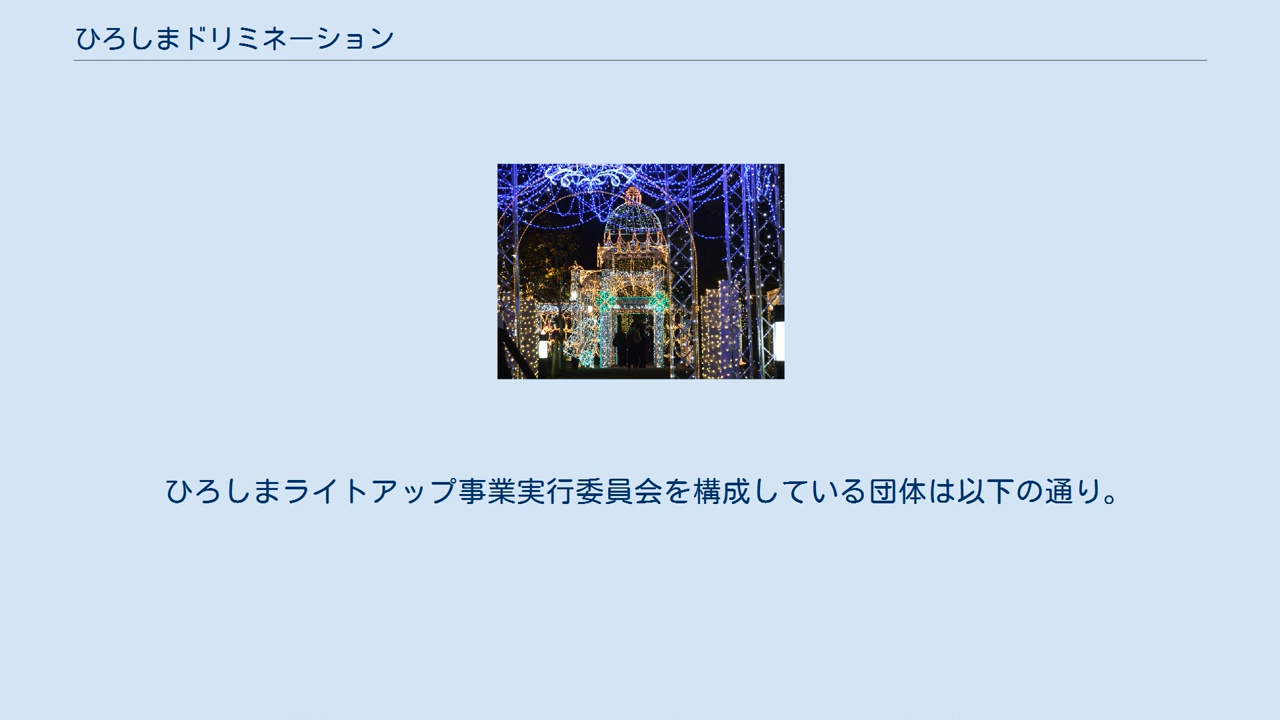 ひろしまドリミネーション
ひろしまライトアップ事業実行委員会を構成している団体は以下の通り。